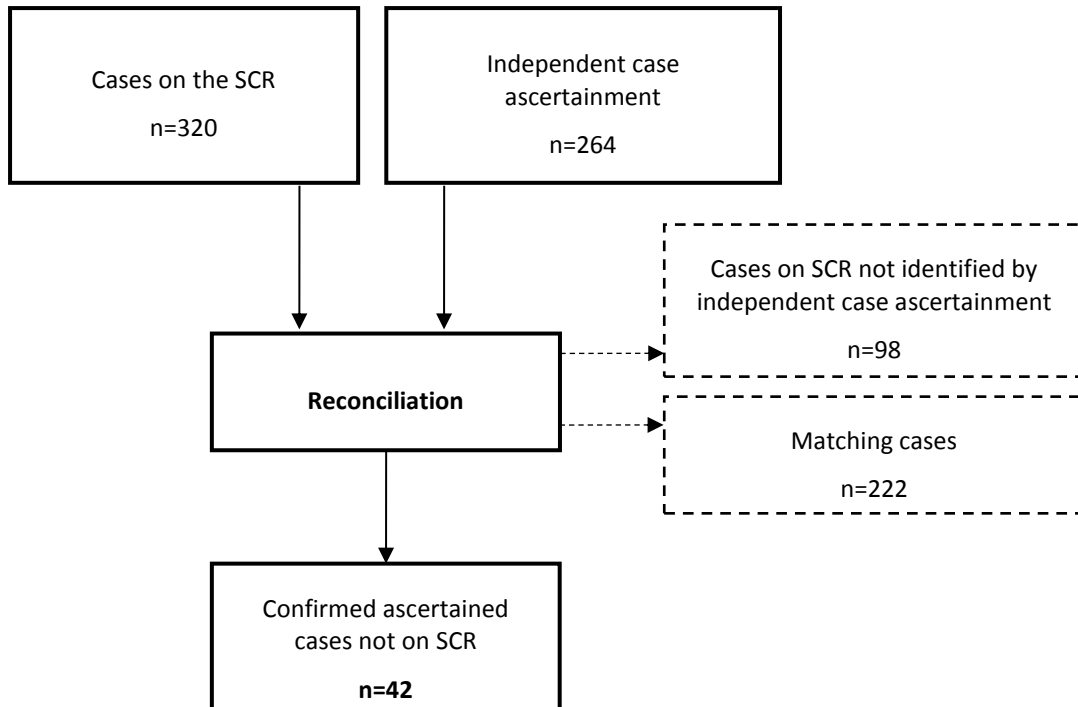 Cases on the SCR
n=320
Independent case
ascertainment
n=264
Cases on SCR not identified by
independent case ascertainment
n=98
Reconciliation
Matching cases
n=222
Confirmed ascertained
cases not on SCR
n=42